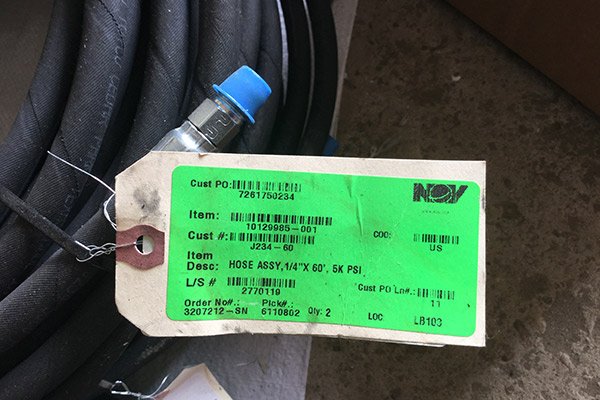 Cust PO:
7261750234
NOV
Item:
10129985-001
COO:
US
Cust #:
J234-60
Item
Desc: HOSE ASSY,1/4"X 60', 5K PSI
L/S #
2770119
Cust PO Ln#.:
11
Order No#.: Pick#.:
3207212-SN 6110802 Qty: 2
LOC LB103